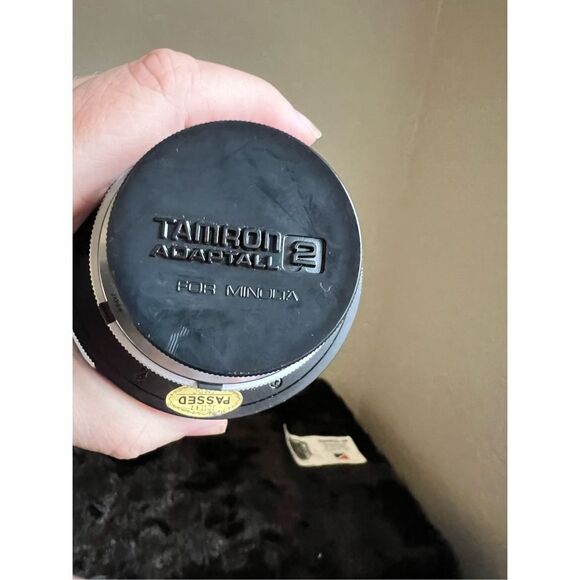 TAMRON
ADAPTALL 2
FOR MINOLTA
PASSED